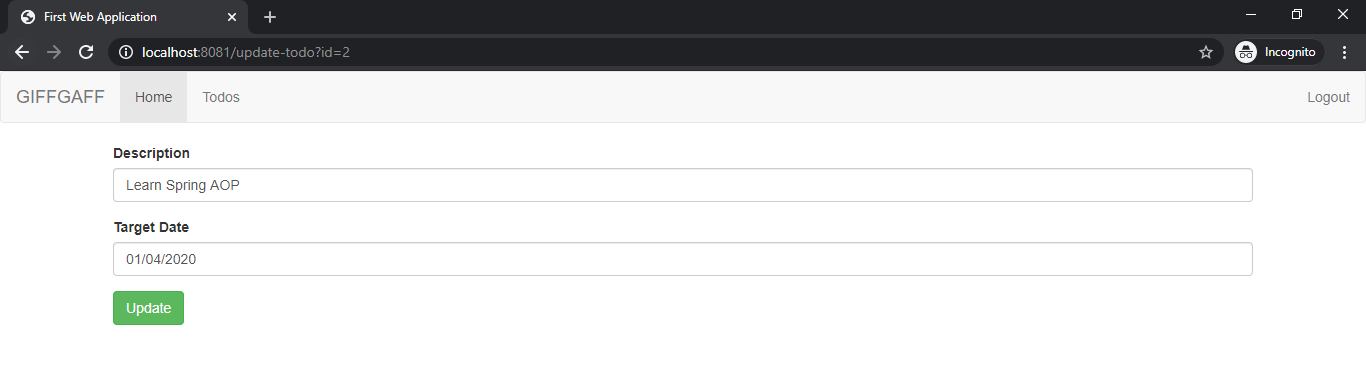 First Web Application
localhost:8081/update-todo?id=2
Incognito
GIFFGAFF Home Todos Logout
Description
Learn Spring AOP
Target Date
01/04/2020
Update